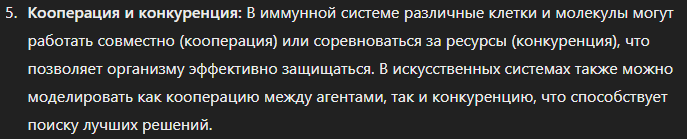 5. Кооперация и конкуренция: В иммунной системе различные клетки и молекулы могут
работать совместно (кооперация) или соревноваться за ресурсы (конкуренция), что
позволяет организму эффективно защищаться. В искусственных системах также можно
моделировать как кооперацию между агентами, так и конкуренцию, что способствует
поиску лучших решений.